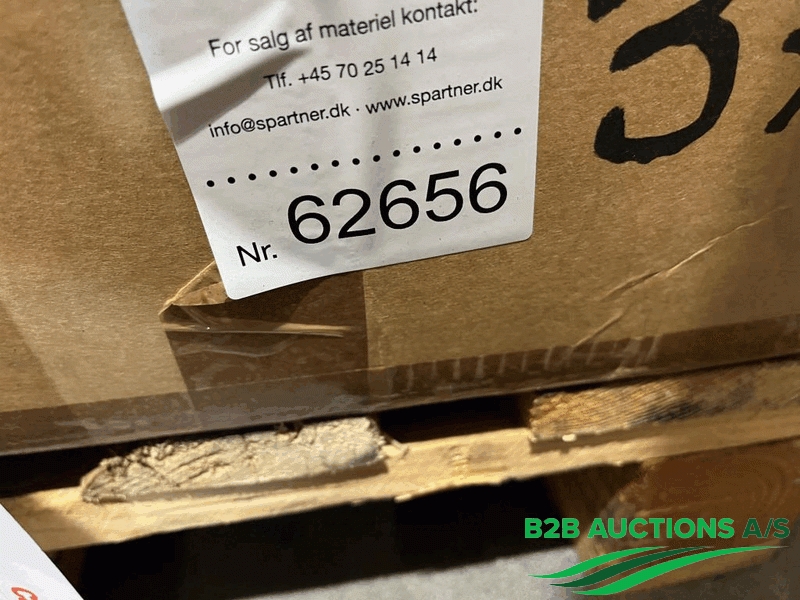 For salg af materiel kontakt:
Tlf. +45 70 25 14 14
info@spartner.dk · www.spartner.dk
Nr. 62656
3
B2B AUCTIONS A/S